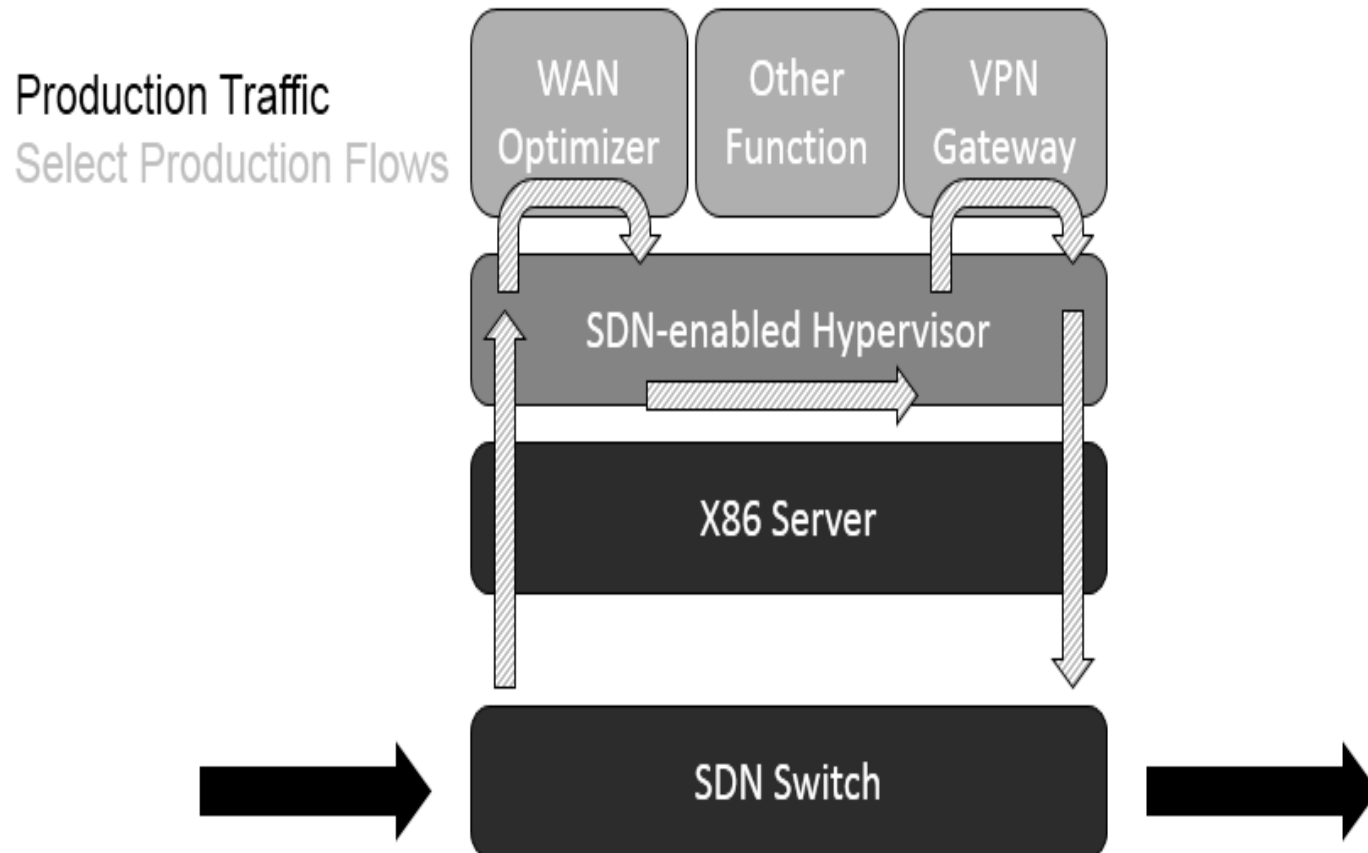 Production Traffic
Select Production Flows
WAN
Optimizer
Other
Function
VPN
Gateway
SDN-enabled Hypervisor
X86 Server
SDN Switch